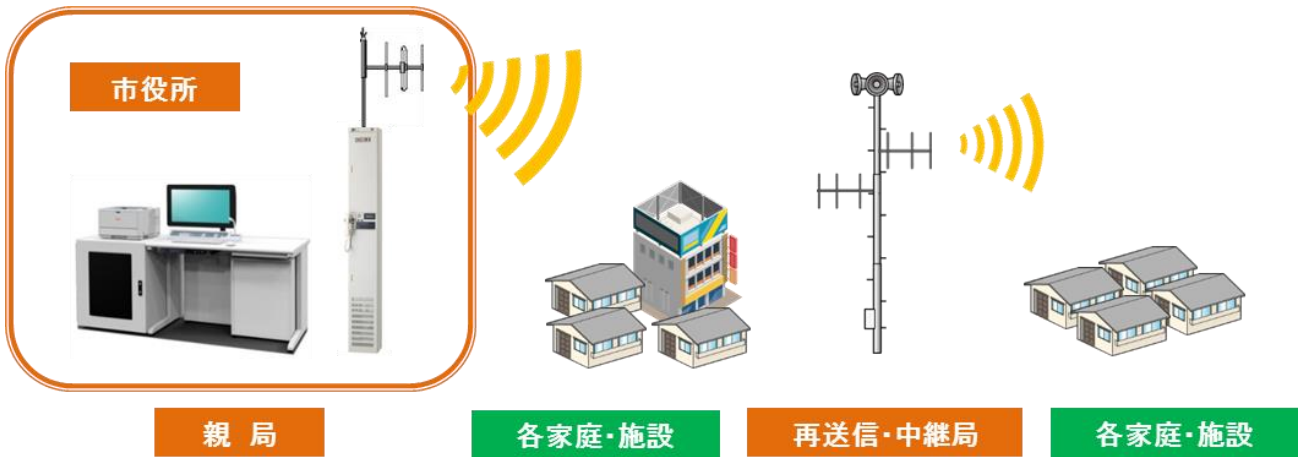 市役所
親 局
各家庭・施設
再送信・中継局
各家庭・施設